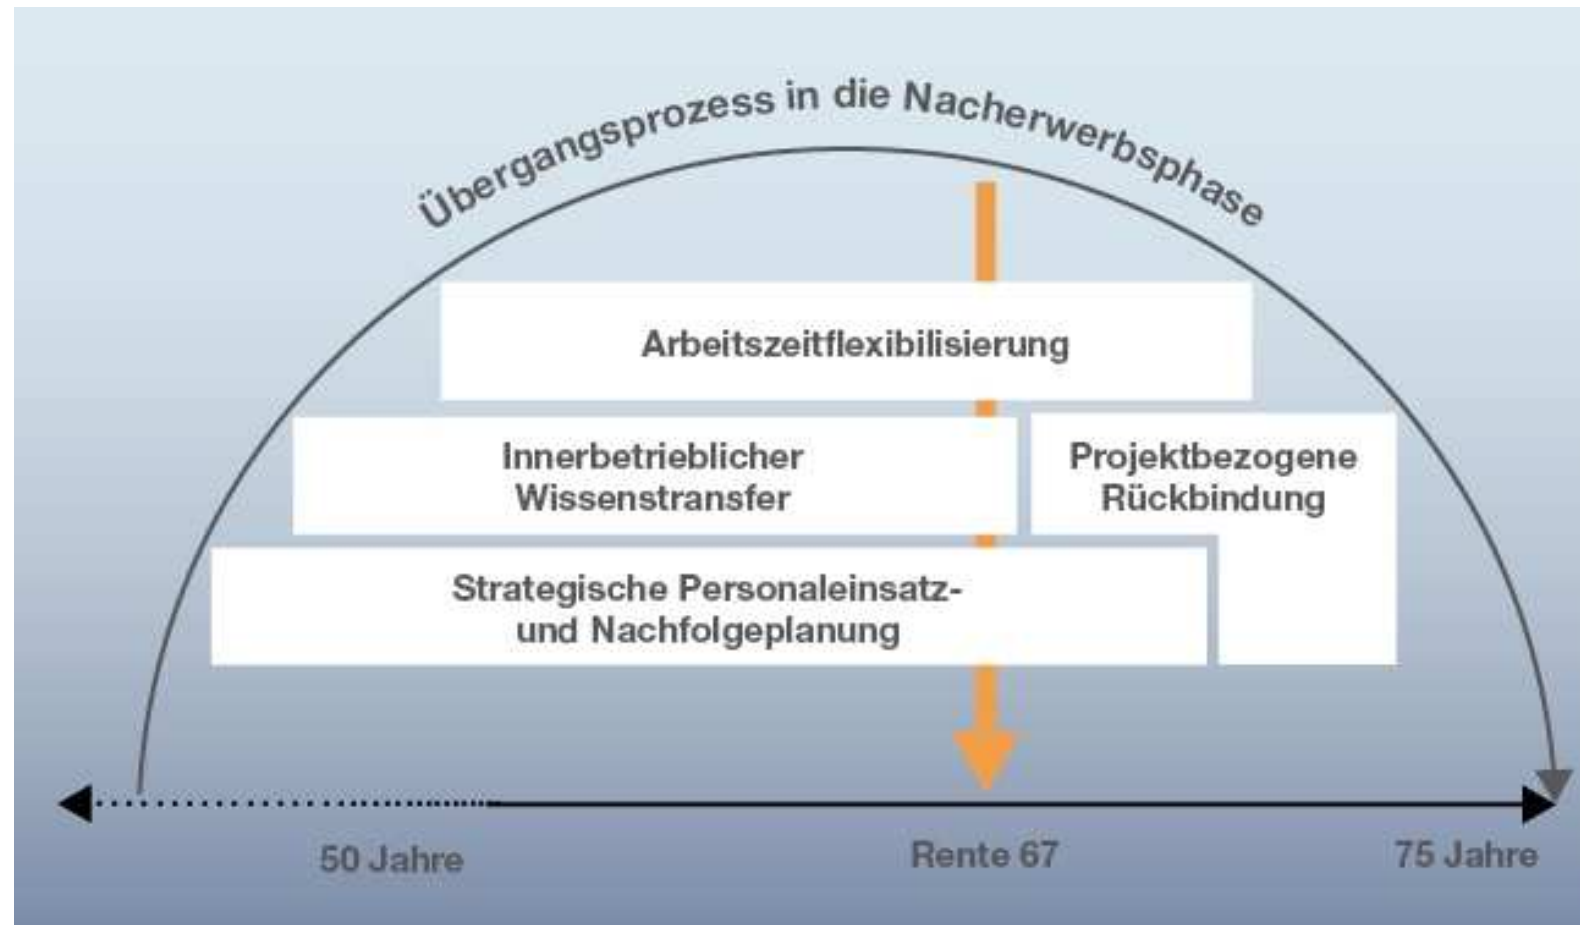 Übergangsprozess in die Nacherwerbsphase
Arbeitszeitflexibilisierung
Innerbetrieblicher
Wissenstransfer
Projektbezogene
Rückbindung
Strategische Personaleinsatz-
und Nachfolgeplanung
50 Jahre
Rente 67
75 Jahre